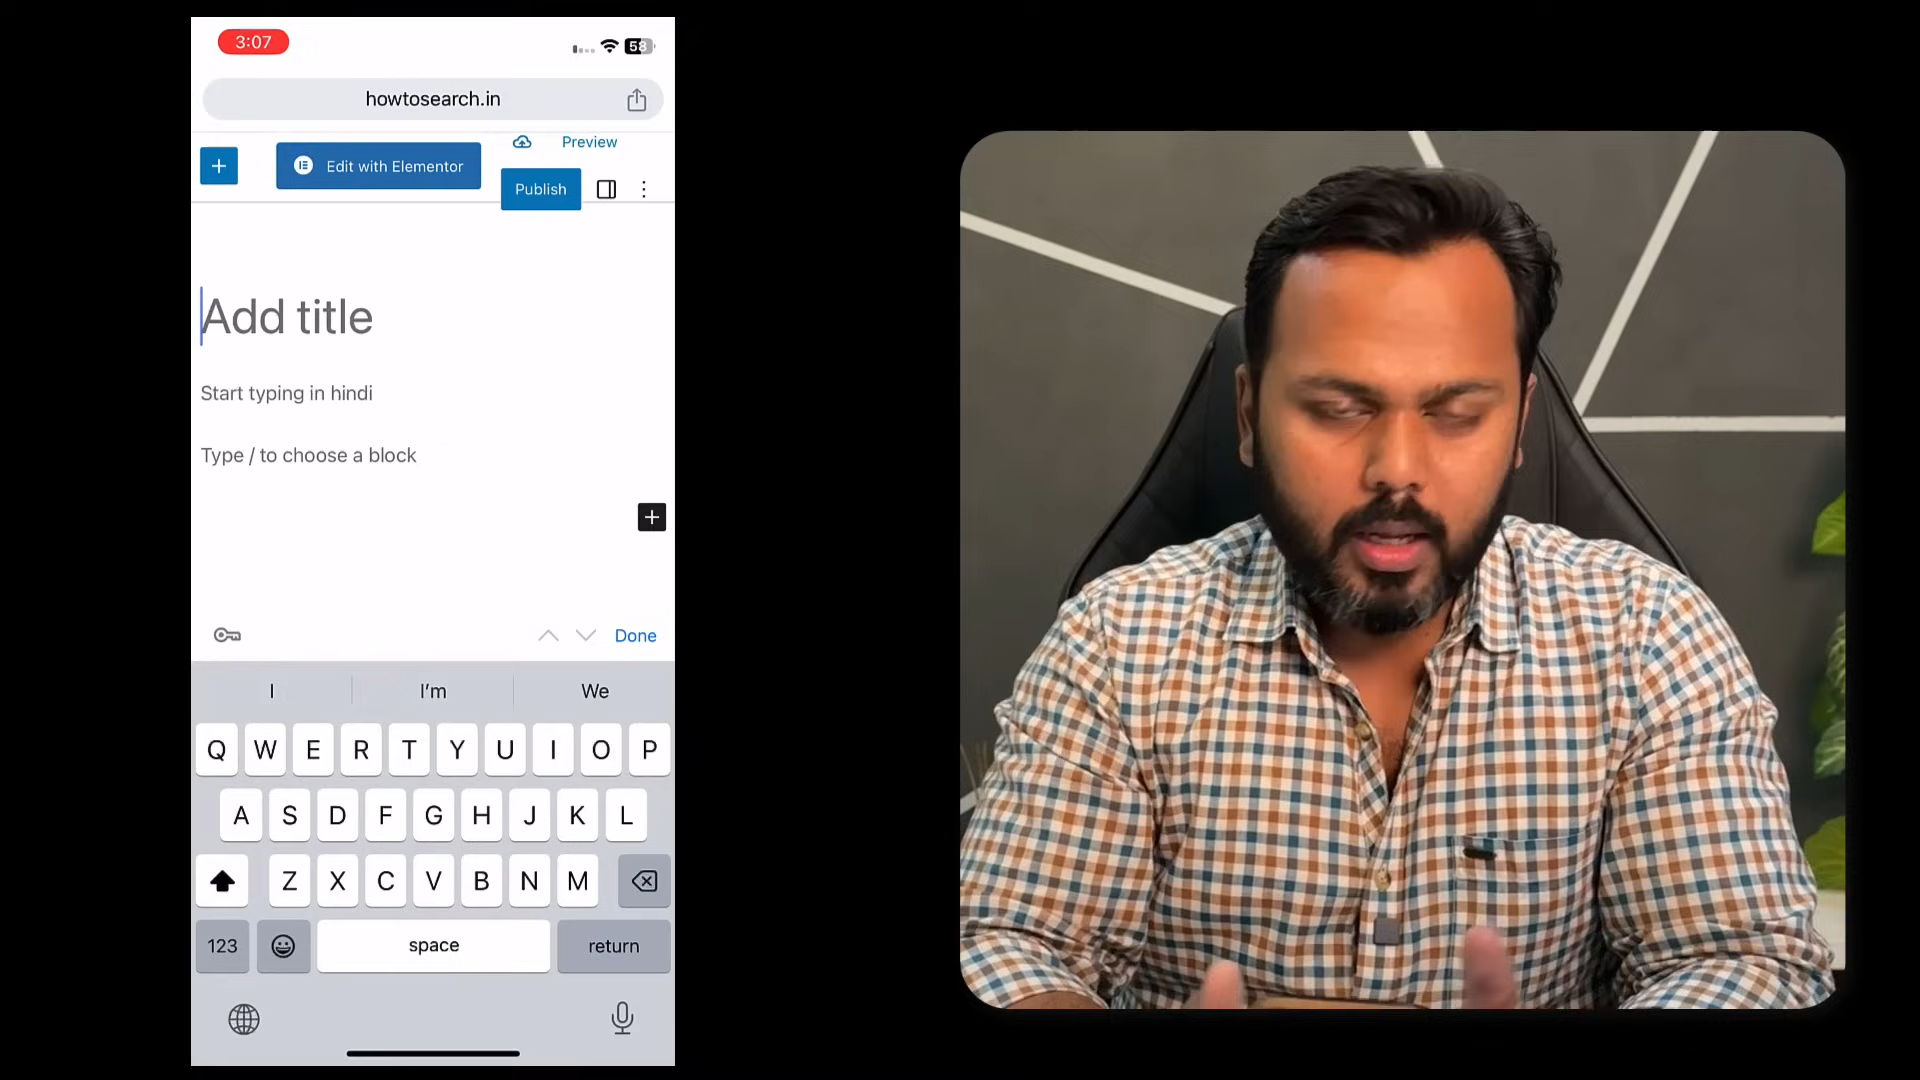 3:07
58
howtosearch.in
Preview
Edit with Elementor
Publish
Add title
Start typing in hindi
Type / to choose a block
Done
I I'm We
Q W E R T Y U I O P
A S D F G H J K L
Z X C V B N M
123 space return